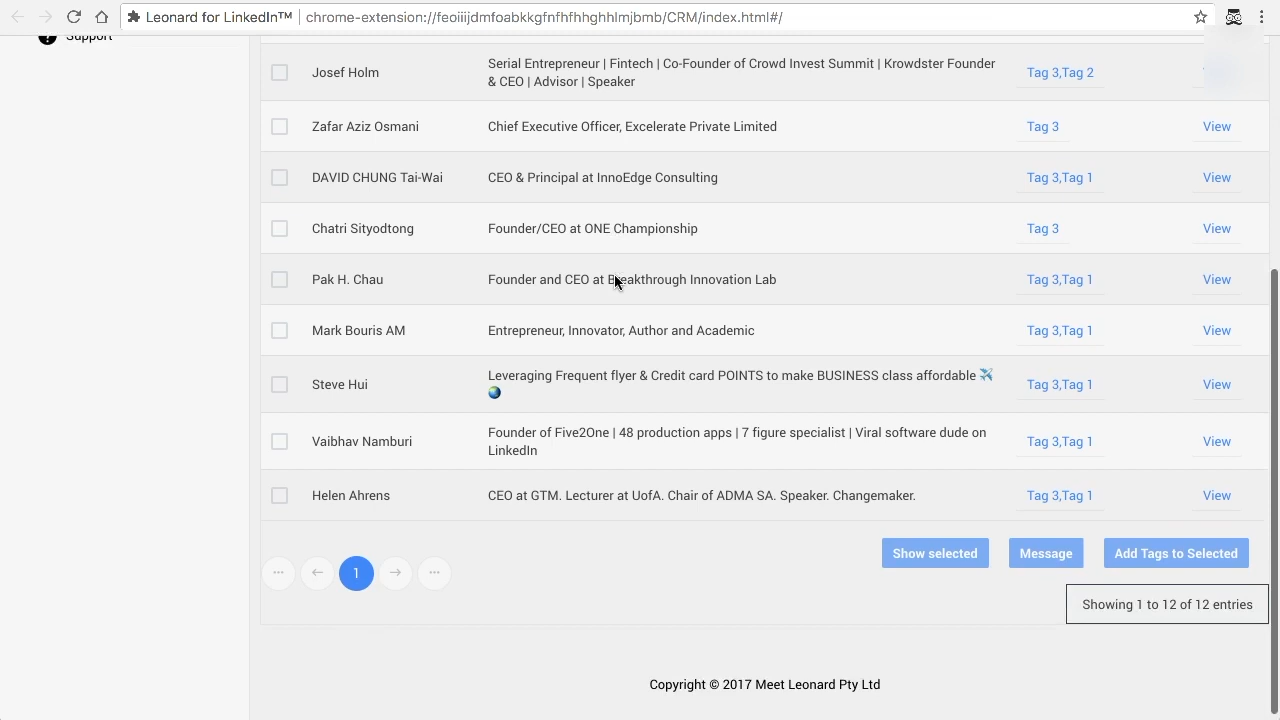 Leonard for LinkedIn™ chrome-extension://feoiiijdmfoabkkgfnfhfhhghhlmjbmb/CRM/index.html#/
Support
Josef Holm
Serial Entrepreneur | Fintech | Co-Founder of Crowd Invest Summit | Krowdster Founder
& CEO | Advisor | Speaker
Tag 3,Tag 2
Zafar Aziz Osmani Chief Executive Officer, Excelerate Private Limited Tag 3 View
DAVID CHUNG Tai-Wai CEO & Principal at InnoEdge Consulting Tag 3,Tag 1 View
Chatri Sityodtong Founder/CEO at ONE Championship Tag 3 View
Pak H. Chau Founder and CEO at Breakthrough Innovation Lab Tag 3,Tag 1 View
Mark Bouris AM Entrepreneur, Innovator, Author and Academic Tag 3,Tag 1 View
Steve Hui
Leveraging Frequent flyer & Credit card POINTS to make BUSINESS class affordable ✈️
🌏
Tag 3,Tag 1 View
Vaibhav Namburi
Founder of Five2One | 48 production apps | 7 figure specialist | Viral software dude on
LinkedIn
Tag 3,Tag 1 View
Helen Ahrens CEO at GTM. Lecturer at UofA. Chair of ADMA SA. Speaker. Changemaker. Tag 3,Tag 1 View
Show selected Message Add Tags to Selected
... ← 1 → ...
Showing 1 to 12 of 12 entries
Copyright © 2017 Meet Leonard Pty Ltd